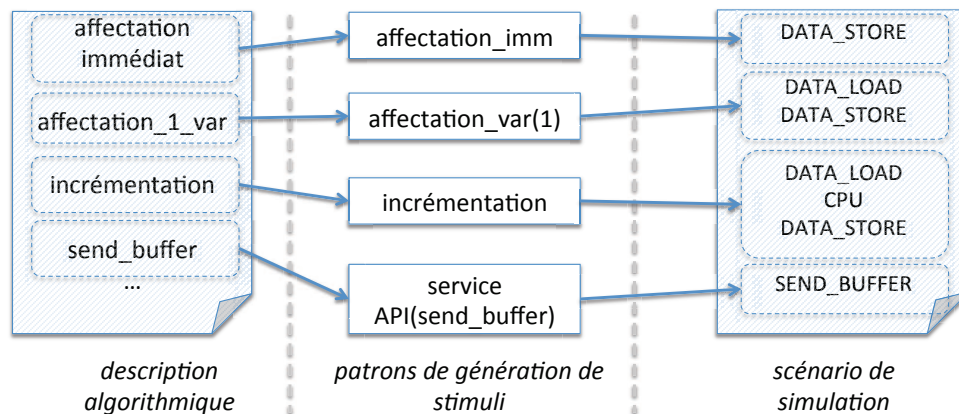 affectation
immédiat
affectation_1_var
incrémentation
send_buffer
...
affectation_imm
affectation_var(1)
incrémentation
service
API(send_buffer)
DATA_STORE
DATA_LOAD
DATA_STORE
DATA_LOAD
CPU
DATA_STORE
SEND_BUFFER
description
algorithmique
patrons de génération de
stimuli
scénario de
simulation